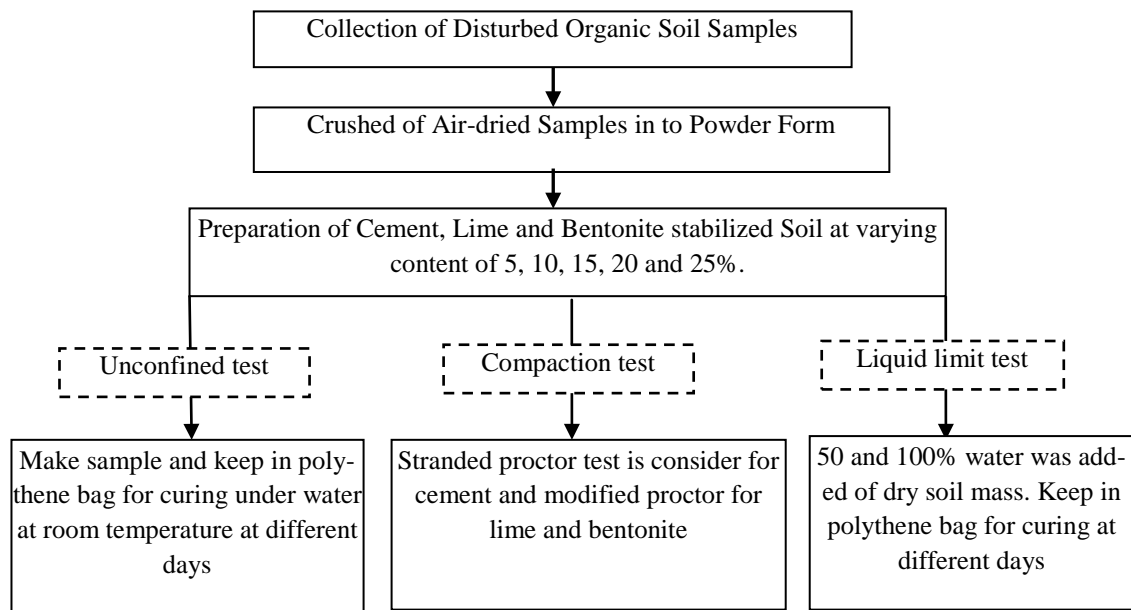 Collection of Disturbed Organic Soil Samples
Crushed of Air-dried Samples in to Powder Form
Preparation of Cement, Lime and Bentonite stabilized Soil at varying
content of 5, 10, 15, 20 and 25%.
Unconfined test
Compaction test
Liquid limit test
Make sample and keep in poly-
thene bag for curing under water
at room temperature at different
days
Stranded proctor test is consider for
cement and modified proctor for
lime and bentonite
50 and 100% water was add-
ed of dry soil mass. Keep in
polythene bag for curing at
different days